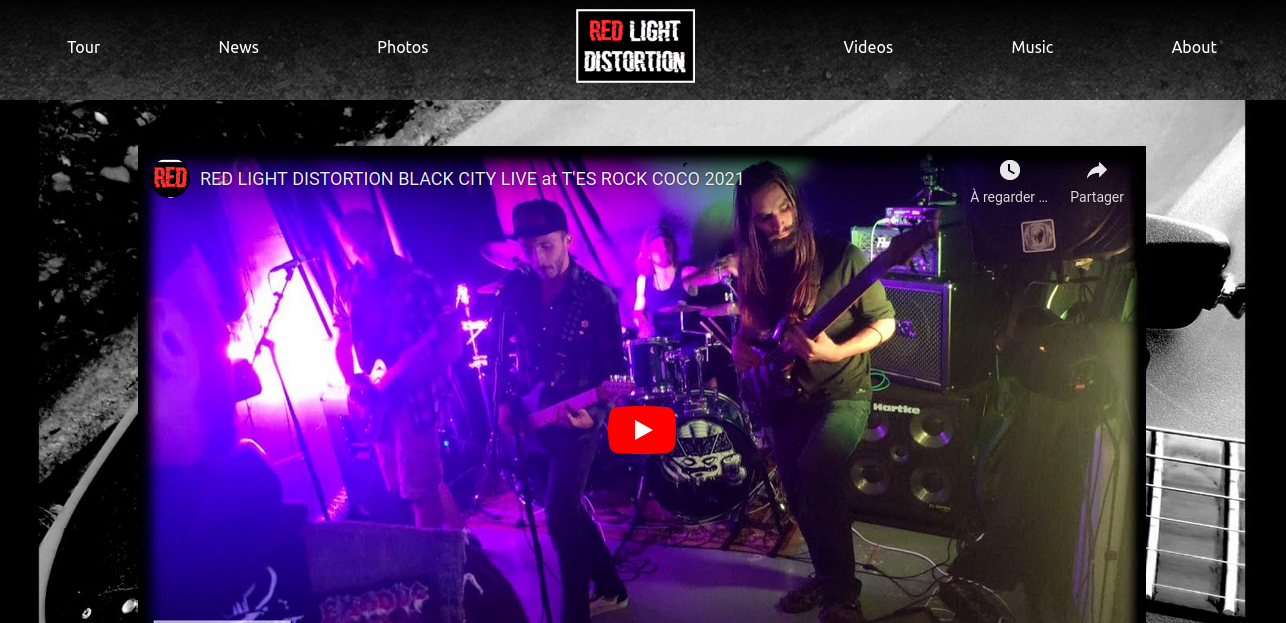 Tour
News
Photos
RED LIGHT
DISTORTION
Videos
Music
About
RED
RED LIGHT DISTORTION BLACK CITY LIVE at T'ES ROCK COCO 2021
À regarder ...
Partager
Hartke